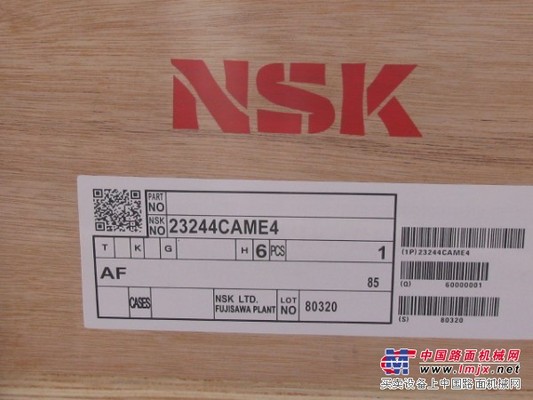 NSK
PART NO
NSK NO 23244CAME4
T K G H 6 PCS 1
AF 85
CASES NSK LTD. FUJISAWA PLANT LOT NO 80320
(1P)23244CAME4
(Q) 60000001
(S) 80320
中国路面机械网
www.lmjx.net
买卖设备上中国路面机械网